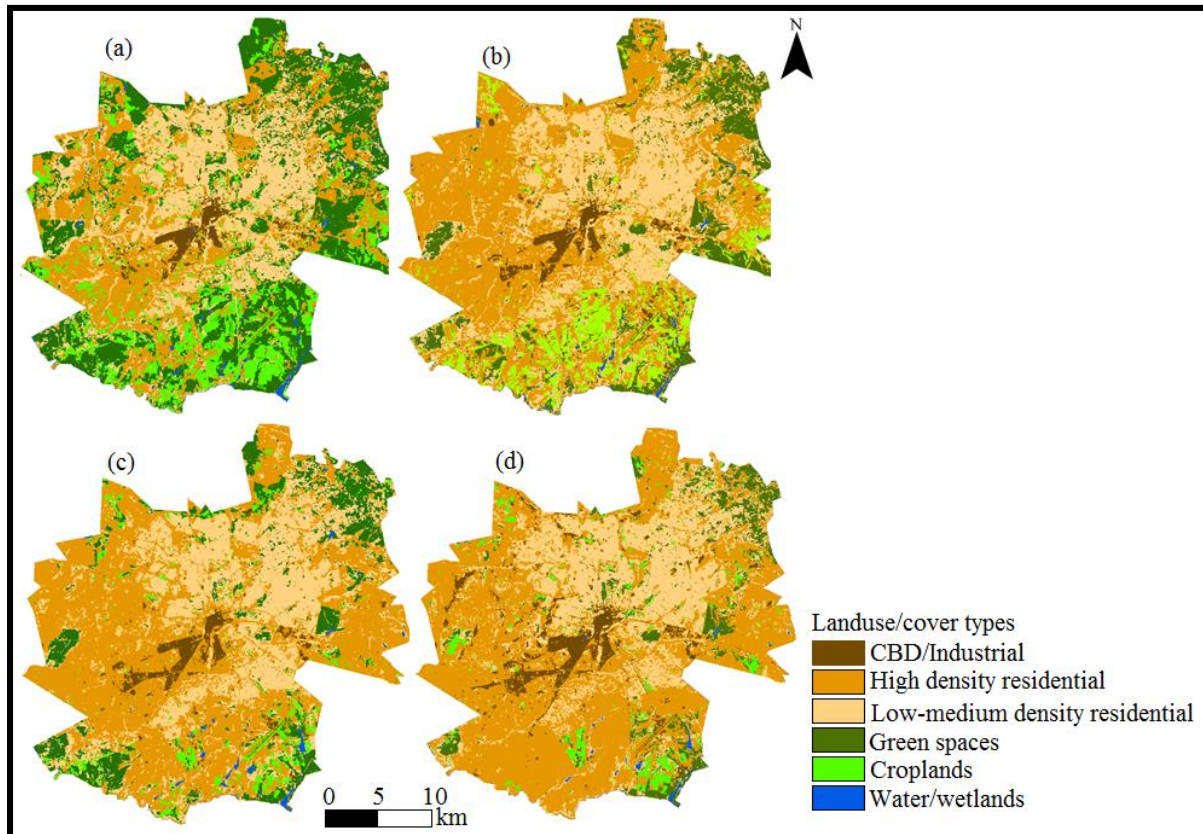 (a)
(b)
N
(c)
(d)
Landuse/cover types
CBD/Industrial
High density residential
Low-medium density residential
Green spaces
Croplands
Water/wetlands
0 5 10
km